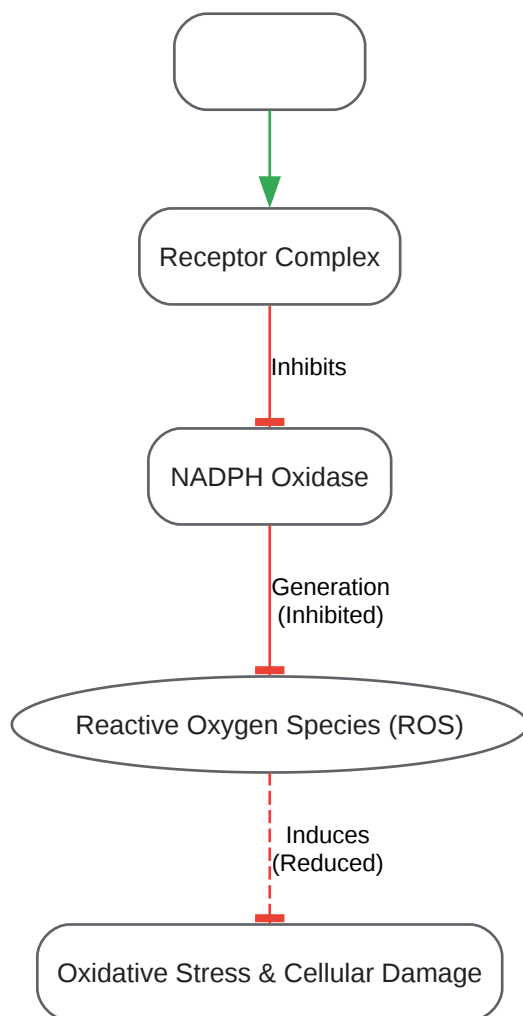 Receptor Complex
Inhibits
NADPH Oxidase
Generation
(Inhibited)
Reactive Oxygen Species (ROS)
Induces
(Reduced)
Oxidative Stress & Cellular Damage